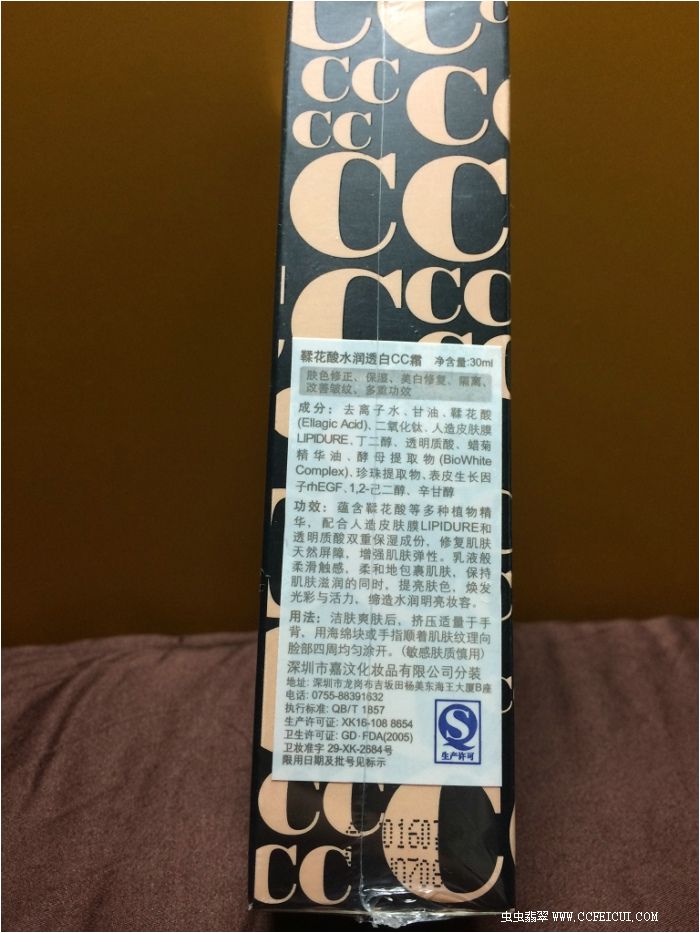 C C
CC C
CC
C C
CC C
鞣花酸水润透白CC霜 净含量:30ml
肤色修正、保湿、美白修复、隔离、
改善皱纹、多重功效
成分：去离子水、甘油、鞣花酸
(Ellagic Acid)、二氧化钛、人造皮肤膜
LIPIDURE、丁二醇、透明质酸、蜡菊
精华油、酵母提取物(BioWhite
Complex)、珍珠提取物、表皮生长因
子rhEGF、1,2-己二醇、辛甘醇
功效：蕴含鞣花酸等多种植物精
华，配合人造皮肤膜LIPIDURE和
透明质酸双重保湿成份，修复肌肤
天然屏障，增强肌肤弹性。乳液般
柔滑触感，柔和地包裹肌肤，保持
肌肤滋润的同时，提亮肤色，焕发
光彩与活力，缔造水润明亮妆容。
用法：洁肤爽肤后，挤压适量于手
背，用海绵块或手指顺着肌肤纹理向
脸部四周均匀涂开。(敏感肤质慎用)
深圳市嘉汶化妆品有限公司分装
地址: 深圳市龙岗布吉坂田杨美东海王大厦B座
电话: 0755-88391632
执行标准: QB/T 1857
生产许可证: XK16-108 8654
卫生许可证: GD·FDA(2005)
卫妆准字 29-XK-2684号
限用日期及批号见标示
S
生产许可
CC C
CC
虫虫翡翠 WWW.CCFEICUI.COM